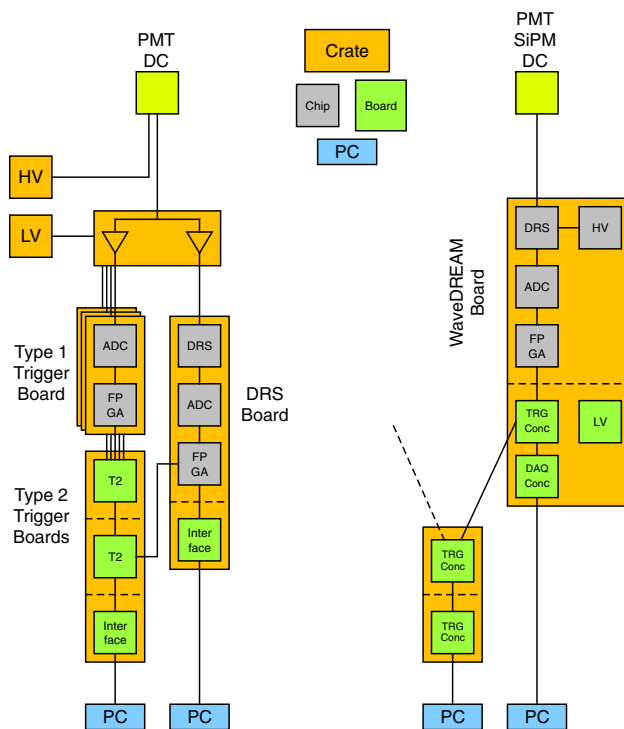 PMT
DC
Crate
Chip
Board
PC
PMT
SiPM
DC
HV
LV
DRS
HV
ADC
FP
GA
WaveDREAM
Board
TRG
Conc
LV
DAQ
Conc
Type 1
Trigger
Board
ADC
FP
GA
DRS
ADC
FP
GA
DRS
Board
Type 2
Trigger
Boards
T2
T2
Inter
face
Inter
face
TRG
Conc
TRG
Conc
PC
PC
PC
PC